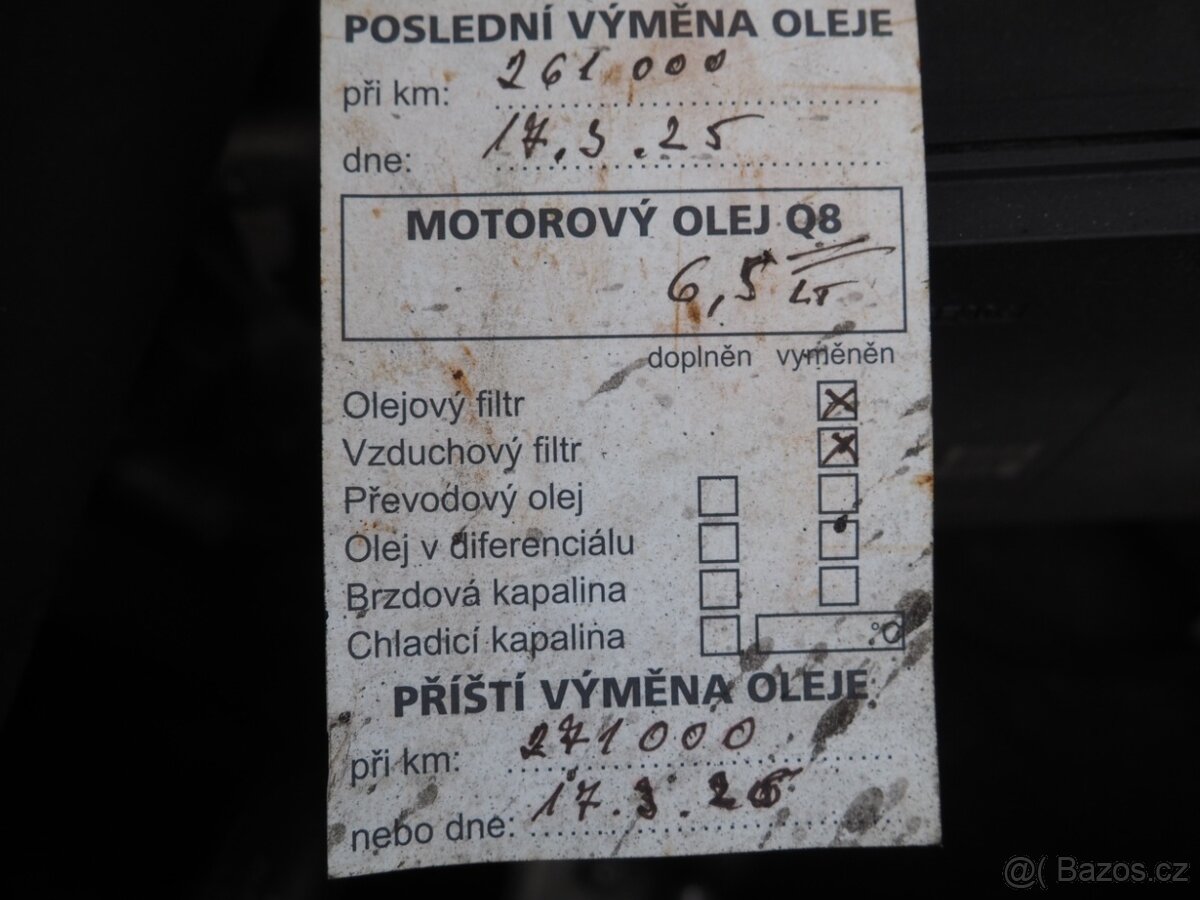 POSLEDNÍ VÝMĚNA OLEJE
při km: 261 000
dne: 17.3.25
MOTOROVÝ OLEJ Q8
6,5 LT
doplněn vyměněn
Olejový filtr X
Vzduchový filtr X
Převodový olej
Olej v diferenciálu
Brzdová kapalina
Chladicí kapalina °C
PŘÍŠTÍ VÝMĚNA OLEJE
při km: 271 000
nebo dne: 17.3.26
@( Bazos.cz